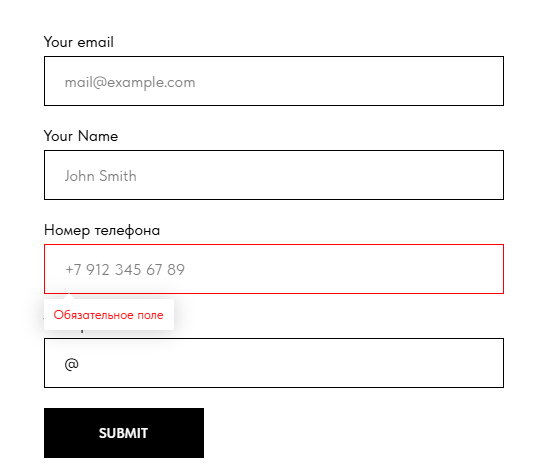 Your email
mail@example.com
Your Name
John Smith
Номер телефона
+7 912 345 67 89
Обязательное поле
@
SUBMIT